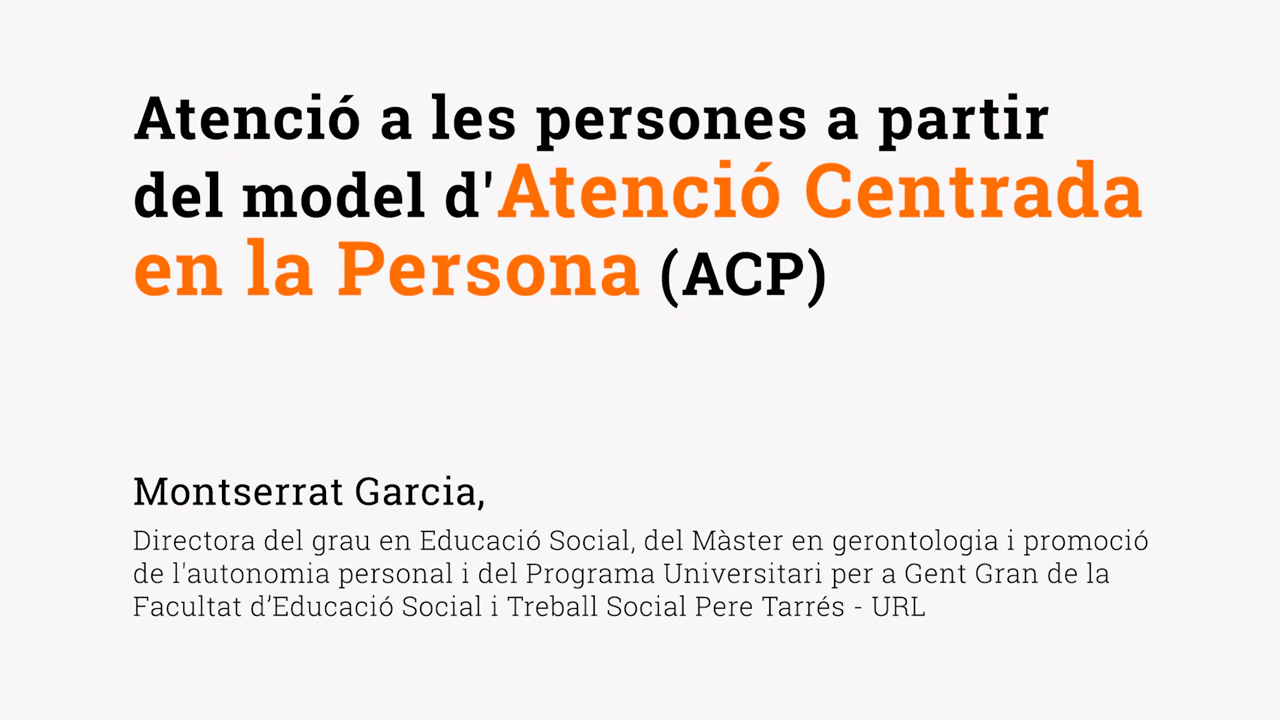 Atenció a les persones a partir
del model d'Atenció Centrada
en la Persona (ACP)
Montserrat Garcia,
Directora del grau en Educació Social, del Màster en gerontologia i promoció
de l'autonomia personal i del Programa Universitari per a Gent Gran de la
Facultat d’Educació Social i Treball Social Pere Tarrés - URL